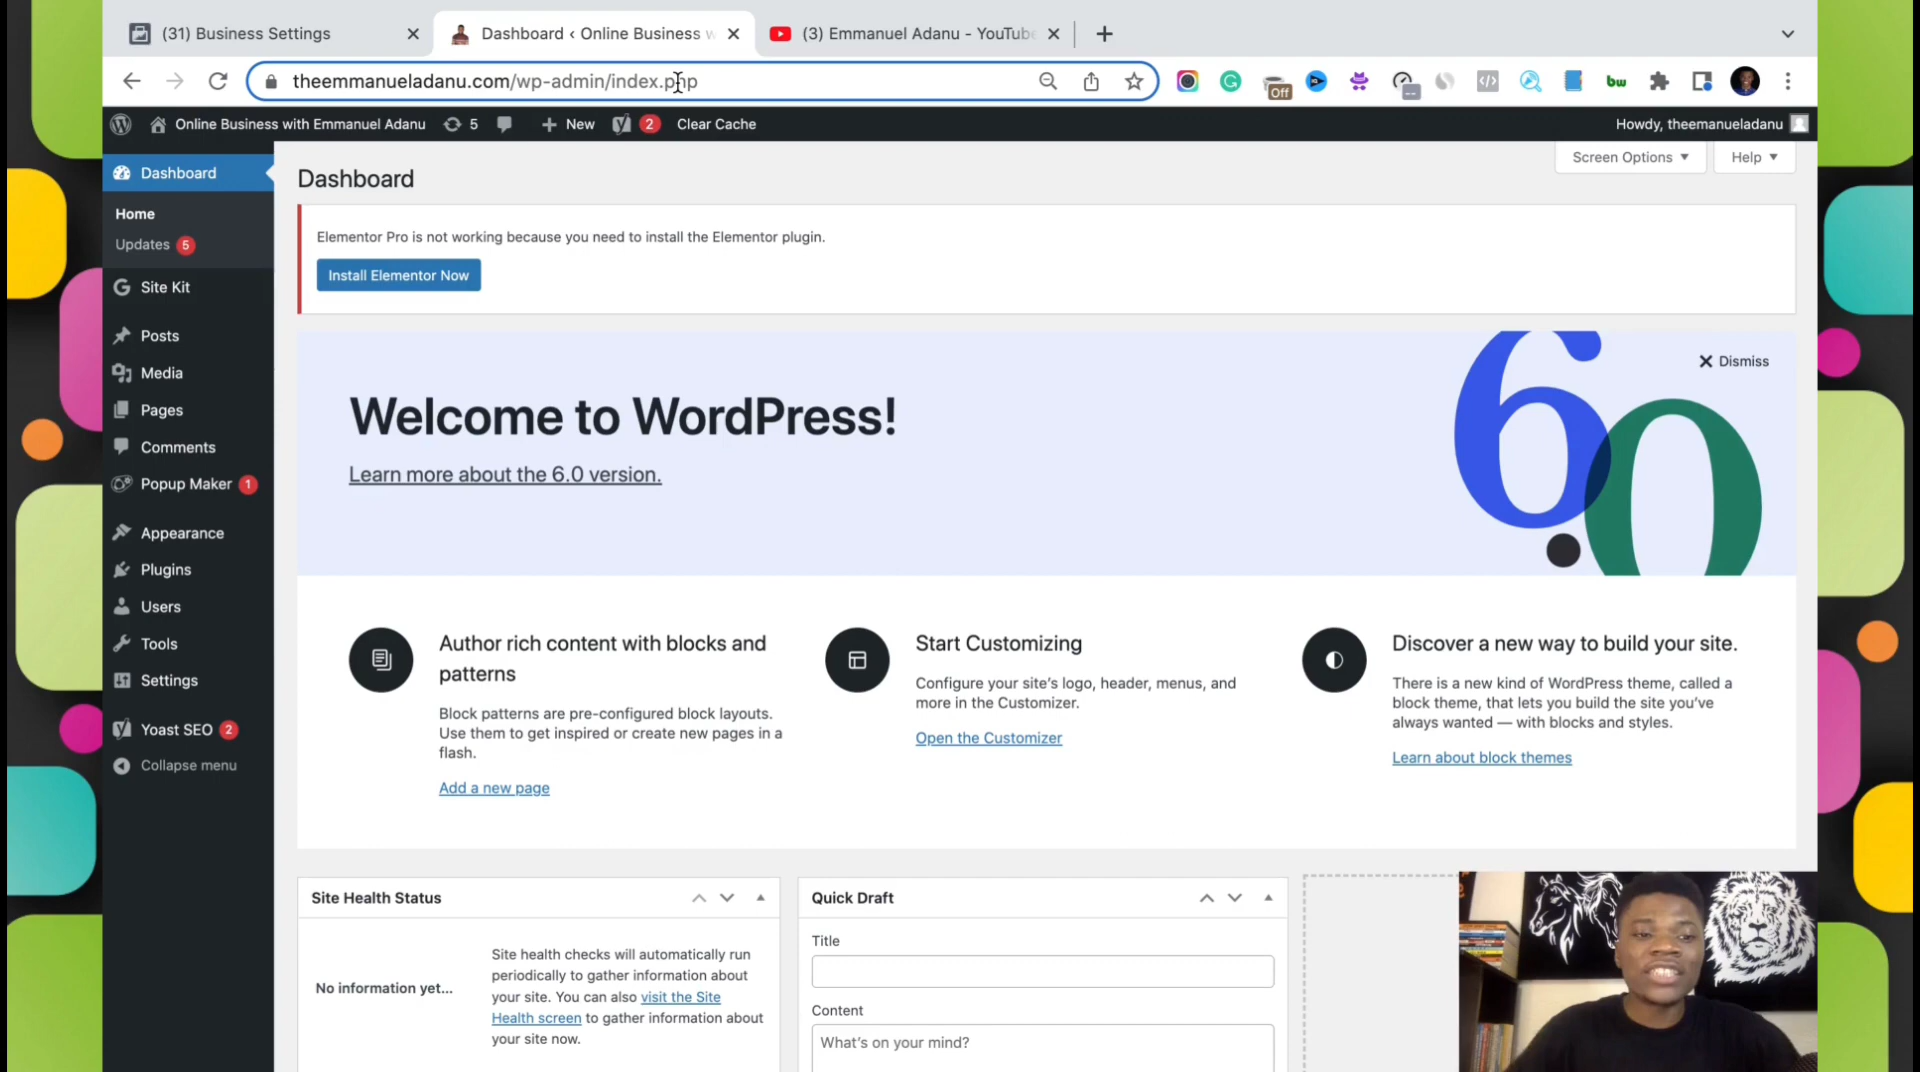 (31) Business Settings
Dashboard ‹ Online Business w
(3) Emmanuel Adanu - YouTube
theemmanueladanu.com/wp-admin/index.php
Off
bw
Online Business with Emmanuel Adanu
5
New
2
Clear Cache
Howdy, theemanueladanu
Screen Options
Help
Dashboard
Home
Updates 5
Site Kit
Posts
Media
Pages
Comments
Popup Maker 1
Appearance
Plugins
Users
Tools
Settings
Yoast SEO 2
Collapse menu
Dashboard
Elementor Pro is not working because you need to install the Elementor plugin.
Install Elementor Now
Dismiss
Welcome to WordPress!
Learn more about the 6.0 version.
6.0
Author rich content with blocks and
patterns
Block patterns are pre-configured block layouts.
Use them to get inspired or create new pages in a
flash.
Add a new page
Start Customizing
Configure your site's logo, header, menus, and
more in the Customizer.
Open the Customizer
Discover a new way to build your site.
There is a new kind of WordPress theme, called a
block theme, that lets you build the site you've
always wanted — with blocks and styles.
Learn about block themes
Site Health Status
No information yet...
Site health checks will automatically run
periodically to gather information about
your site. You can also visit the Site
Health screen to gather information about
your site now.
Quick Draft
Title
Content
What's on your mind?